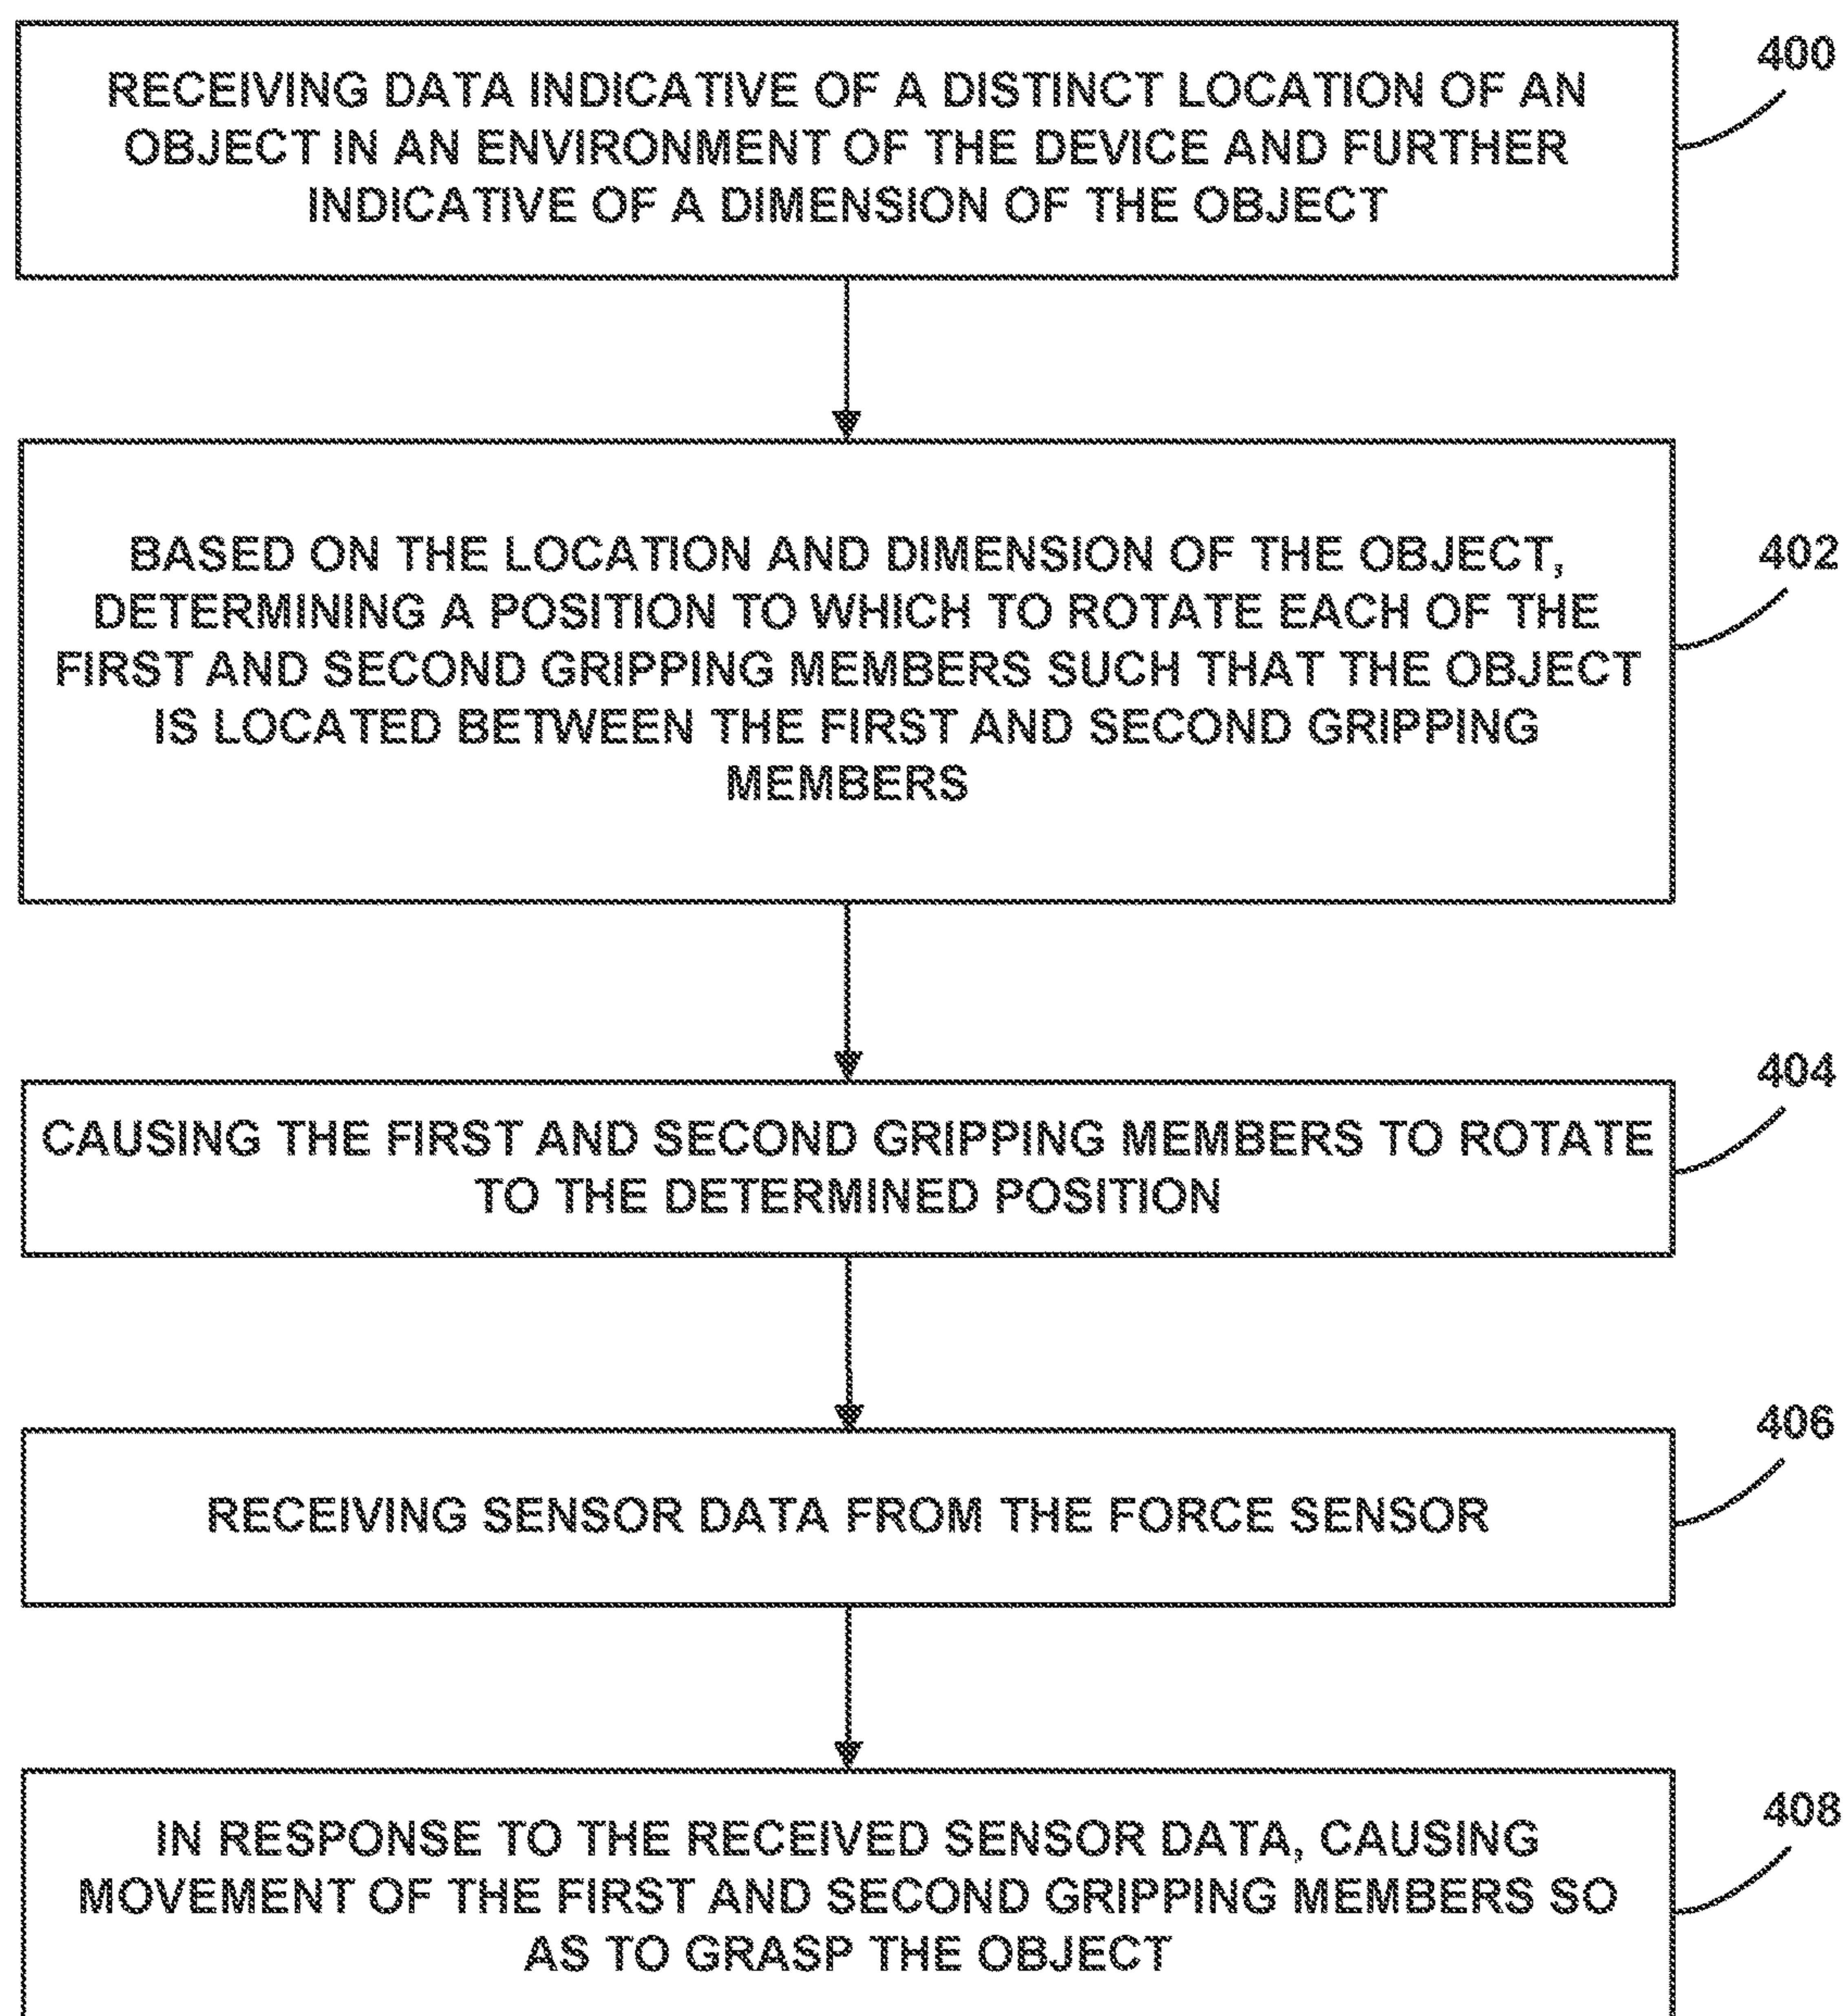 400
RECEIVING DATA INDICATIVE OF A DISTINCT LOCATION OF AN
OBJECT IN AN ENVIRONMENT OF THE DEVICE AND FURTHER
INDICATIVE OF A DIMENSION OF THE OBJECT
402
BASED ON THE LOCATION AND DIMENSION OF THE OBJECT,
DETERMINING A POSITION TO WHICH TO ROTATE EACH OF THE
FIRST AND SECOND GRIPPING MEMBERS SUCH THAT THE OBJECT
IS LOCATED BETWEEN THE FIRST AND SECOND GRIPPING
MEMBERS
404
CAUSING THE FIRST AND SECOND GRIPPING MEMBERS TO ROTATE
TO THE DETERMINED POSITION
406
RECEIVING SENSOR DATA FROM THE FORCE SENSOR
408
IN RESPONSE TO THE RECEIVED SENSOR DATA, CAUSING
MOVEMENT OF THE FIRST AND SECOND GRIPPING MEMBERS SO
AS TO GRASP THE OBJECT